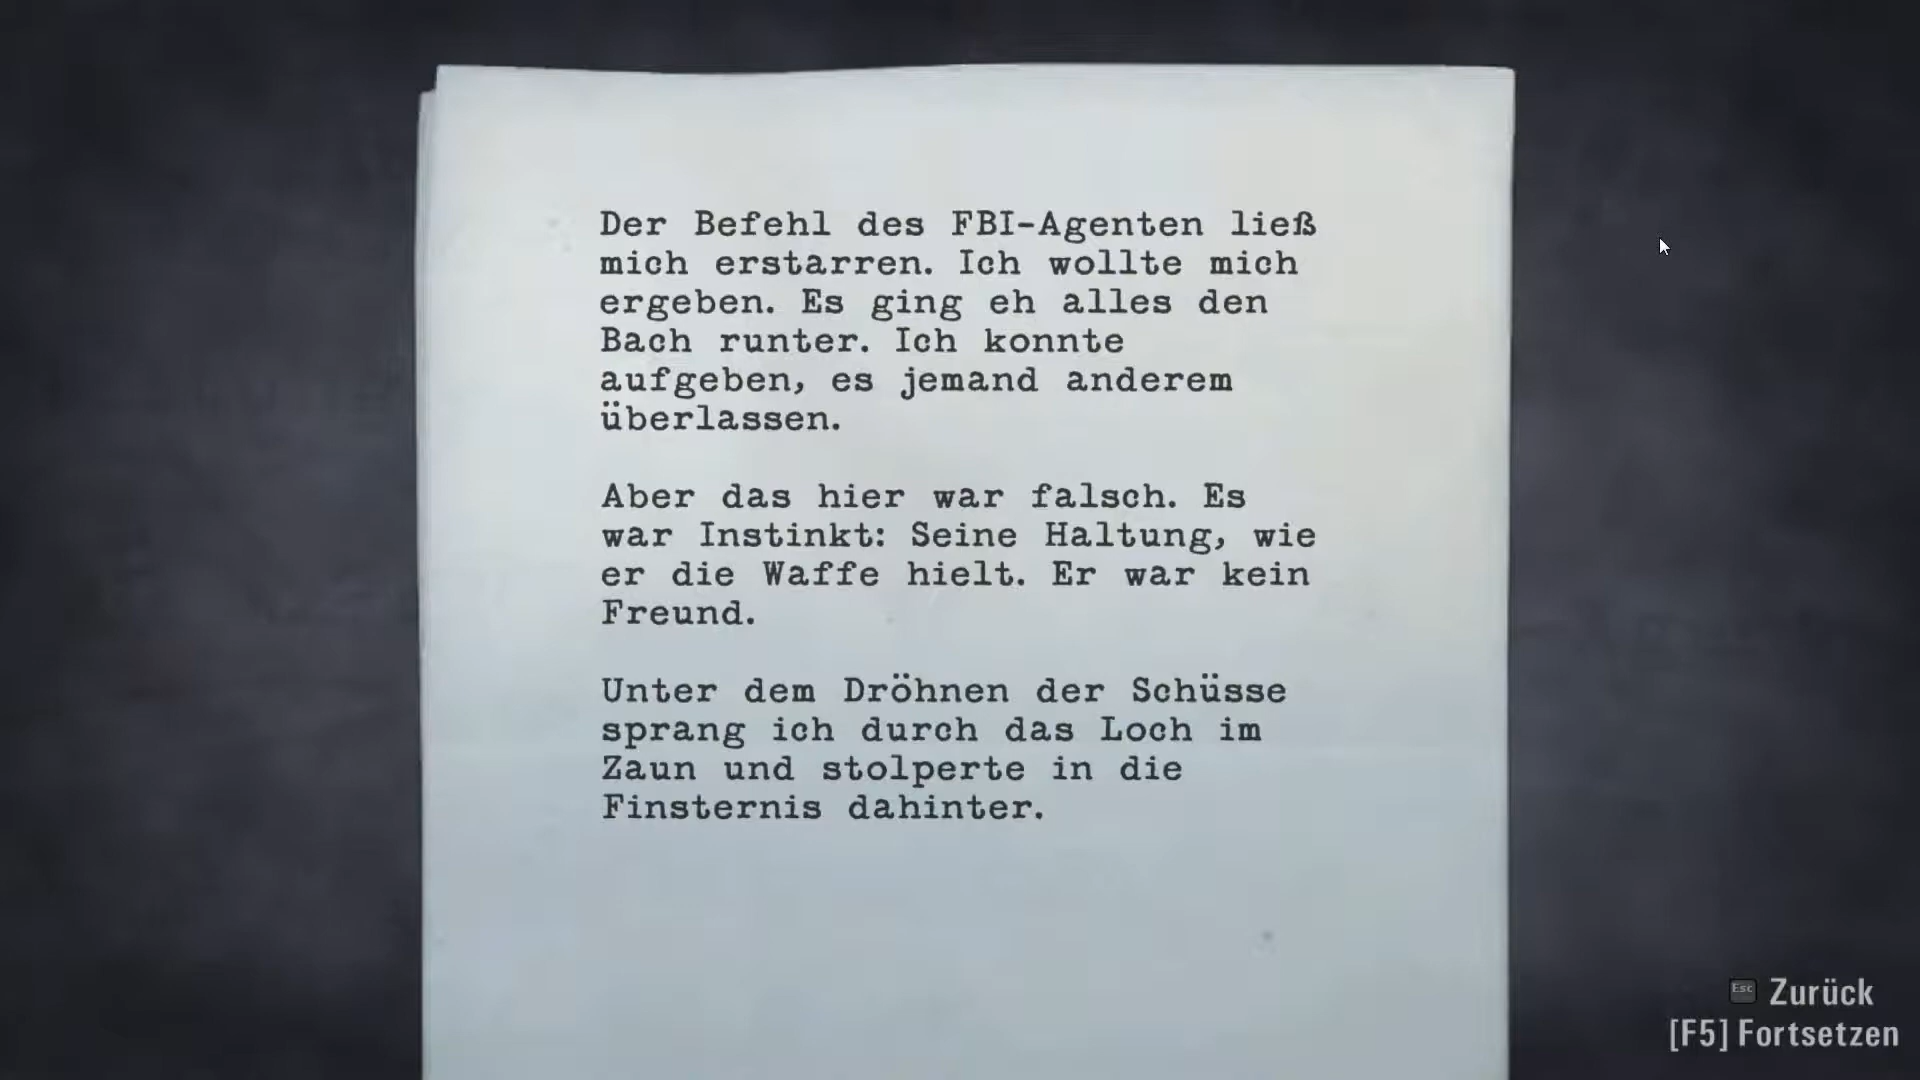 Der Befehl des FBI-Agenten ließ
mich erstarren. Ich wollte mich
ergeben. Es ging eh alles den
Bach runter. Ich konnte
aufgeben, es jemand anderem
überlassen.
Aber das hier war falsch. Es
war Instinkt: Seine Haltung, wie
er die Waffe hielt. Er war kein
Freund.
Unter dem Dröhnen der Schüsse
sprang ich durch das Loch im
Zaun und stolperte in die
Finsternis dahinter.
Esc Zurück
[F5] Fortsetzen